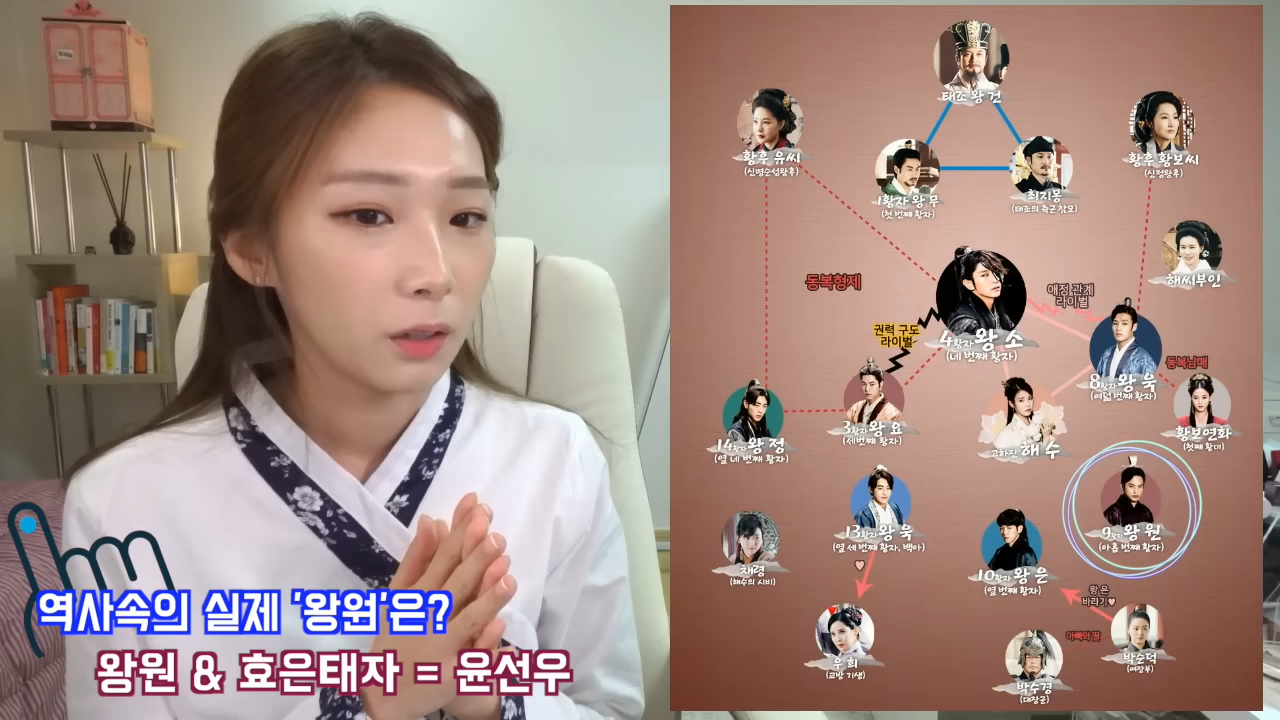 태조 왕 건
황후 유씨
(신명순성왕후)
황후 황보씨
(신정왕후)
1황자 왕 무
(첫 번째 황자)
최지몽
(태조의 측근 참모)
해씨부인
동복형제
애정 관계
라이벌
권력 구도
라이벌
4황자 왕 소
(네 번째 황자)
8황자 왕 욱
(여덟 번째 황자)
동복남매
14황자 왕 정
(열 네 번째 황자)
3황자 왕 요
(세번째 황자)
고하진 해 수
황보연화
(첫째 황녀)
13황자 왕 욱
(열 세 번째 황자, 백아)
9황자 왕 원
(아홉 번째 황자)
채령
(해수의 시비)
10황자 왕 은
(열 번째 황자)
왕 은
바라기♥
아빠와 딸
우 희
(교방 기생)
박순덕
(여장부)
박수경
(대장군)
역사속의 실제 '왕원'은?
왕원 & 효은태자 = 윤선우